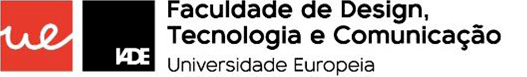 ue
IADE
Faculdade de Design,
Tecnologia e Comunicação
Universidade Europeia